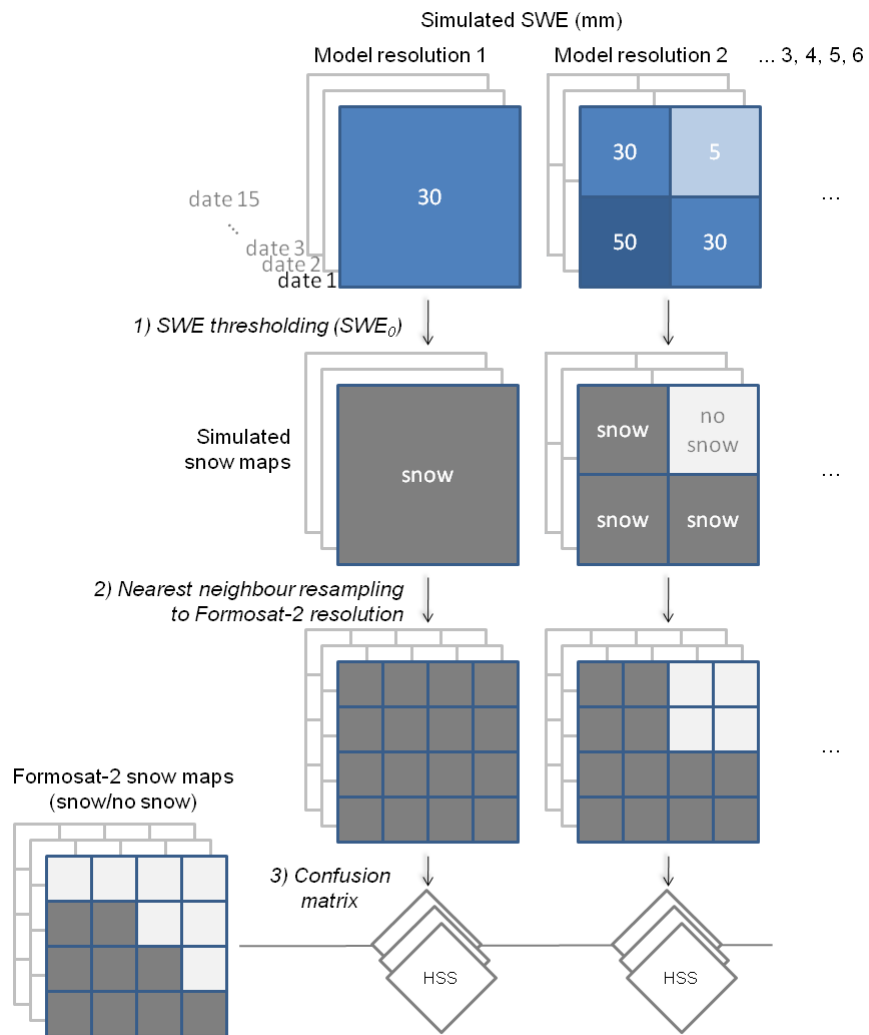 Simulated SWE (mm)
Model resolution 1
Model resolution 2
... 3, 4, 5, 6
30
30
5
50
30
...
date 15
...
date 3
date 2
date 1
1) SWE thresholding (SWE₀)
Simulated
snow maps
snow
snow
no
snow
snow
snow
...
2) Nearest neighbour resampling
to Formosat-2 resolution
...
Formosat-2 snow maps
(snow/no snow)
3) Confusion
matrix
HSS
HSS